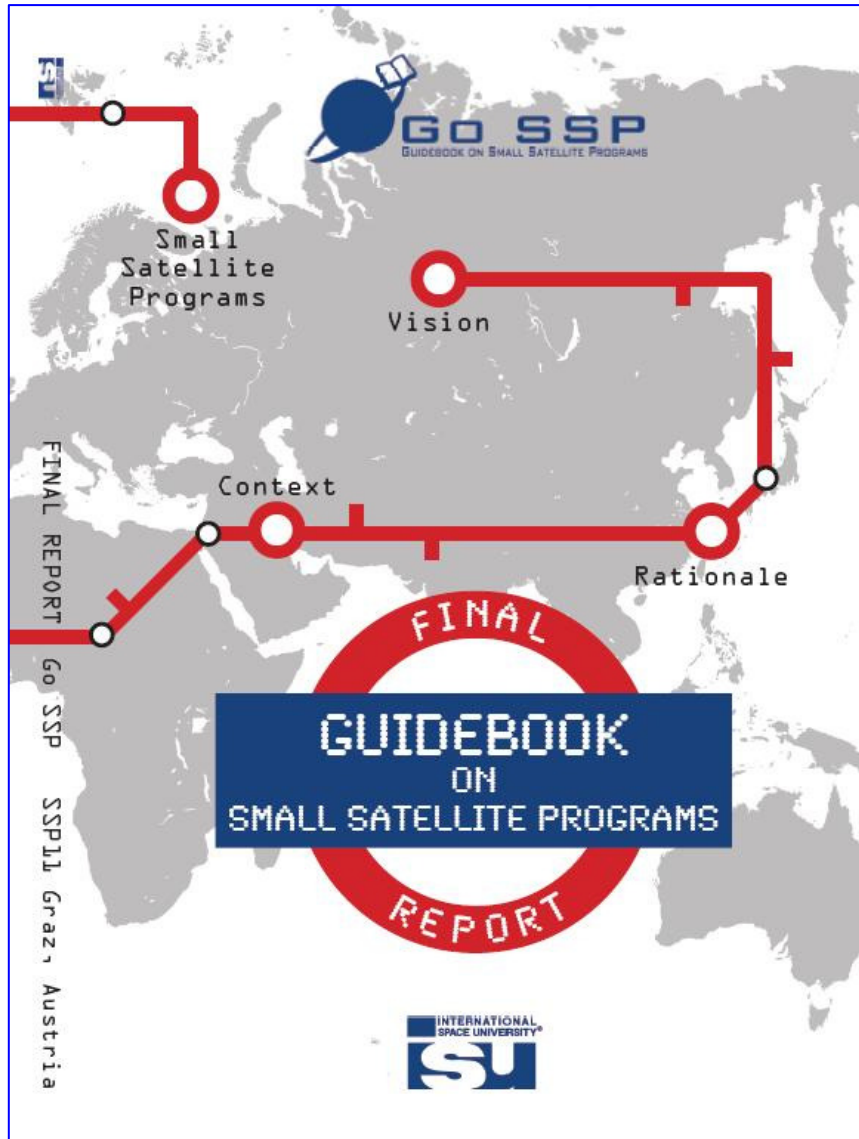 isu
GO SSP
GUIDEBOOK ON SMALL SATELLITE PROGRAMS
Small
Satellite
Programs
Vision
Context
Rationale
FINAL
GUIDEBOOK
ON
SMALL SATELLITE PROGRAMS
REPORT
FINAL REPORT Go SSP SSP11 Graz, Austria
INTERNATIONAL
SPACE UNIVERSITY®
isu